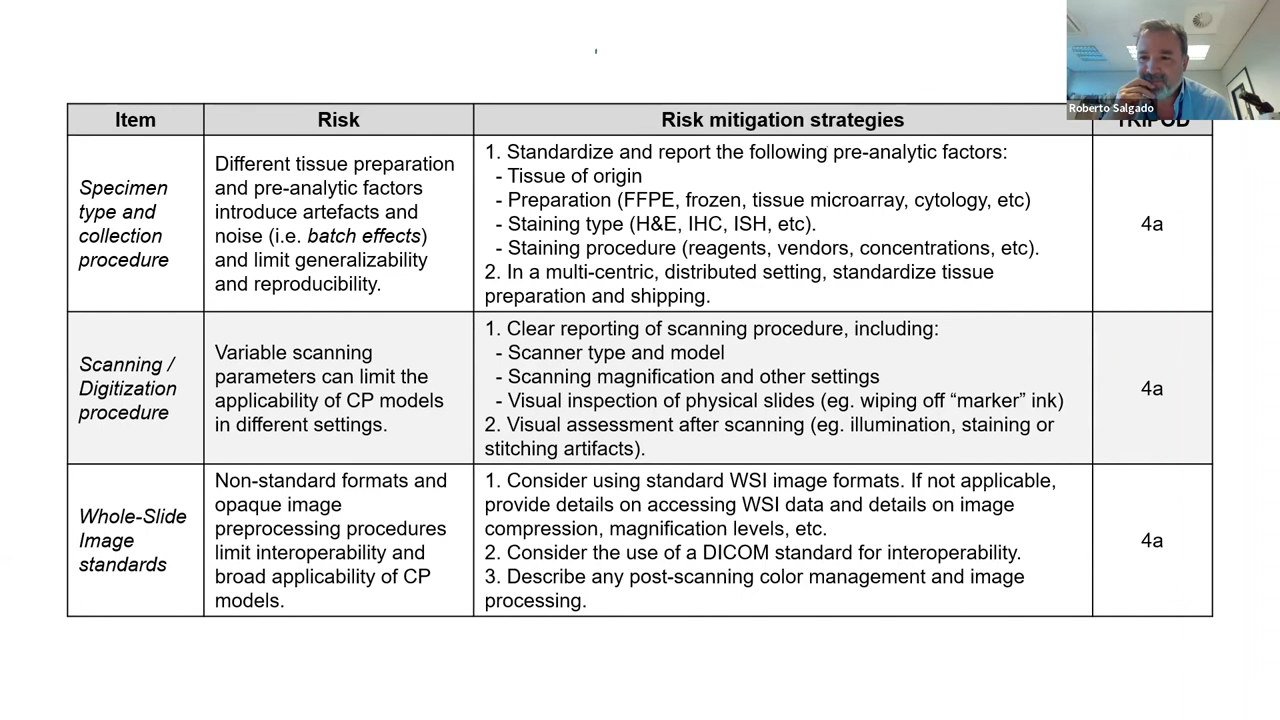 Roberto Salgado
Item
Risk
Risk mitigation strategies
TRIPOD
Specimen
type and
collection
procedure
Different tissue preparation
and pre-analytic factors
introduce artefacts and
noise (i.e. batch effects)
and limit generalizability
and reproducibility.
1. Standardize and report the following pre-analytic factors:
- Tissue of origin
- Preparation (FFPE, frozen, tissue microarray, cytology, etc)
- Staining type (H&E, IHC, ISH, etc).
- Staining procedure (reagents, vendors, concentrations, etc).
2. In a multi-centric, distributed setting, standardize tissue
preparation and shipping.
4a
Scanning /
Digitization
procedure
Variable scanning
parameters can limit the
applicability of CP models
in different settings.
1. Clear reporting of scanning procedure, including:
- Scanner type and model
- Scanning magnification and other settings
- Visual inspection of physical slides (eg. wiping off “marker” ink)
2. Visual assessment after scanning (eg. illumination, staining or
stitching artifacts).
4a
Whole-Slide
Image
standards
Non-standard formats and
opaque image
preprocessing procedures
limit interoperability and
broad applicability of CP
models.
1. Consider using standard WSI image formats. If not applicable,
provide details on accessing WSI data and details on image
compression, magnification levels, etc.
2. Consider the use of a DICOM standard for interoperability.
3. Describe any post-scanning color management and image
processing.
4a